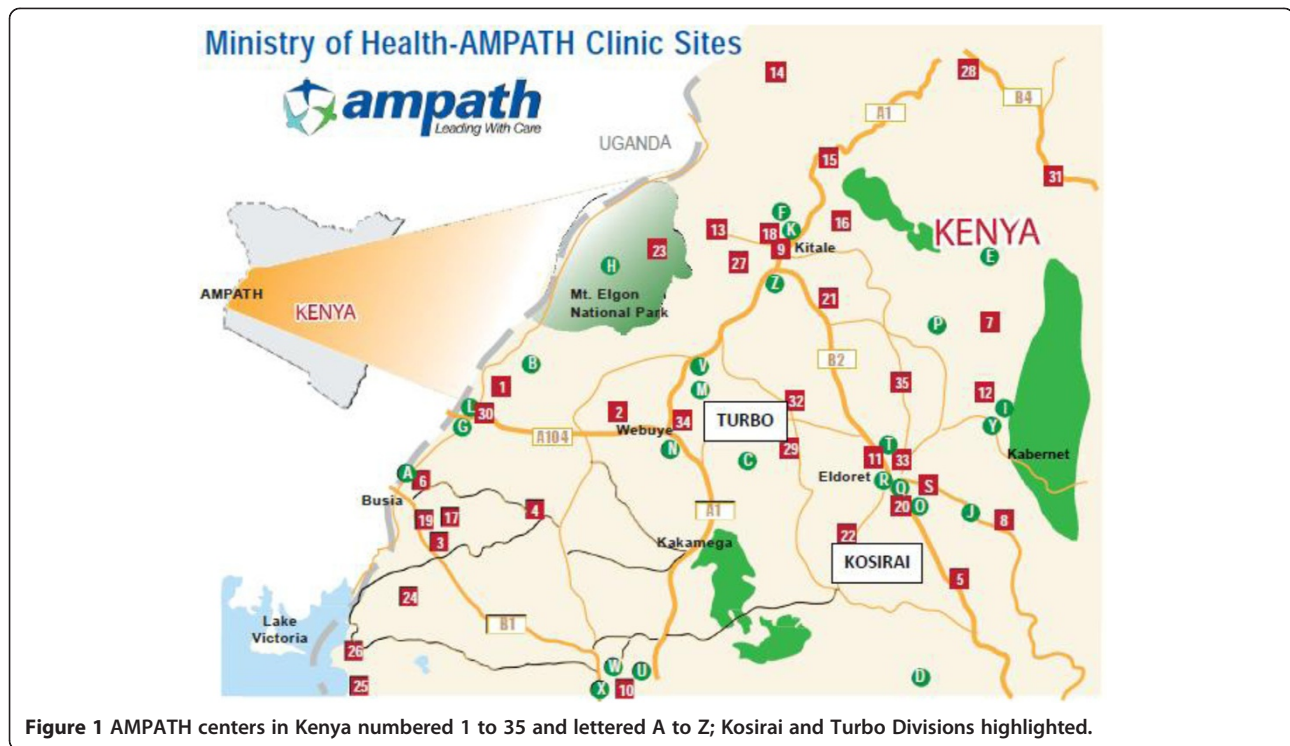 Ministry of Health-AMPATH Clinic Sites
ampath
Leading With Care
UGANDA
14
28
B4
A1
15
31
F
16
13
18
K
KENYA
Kitale
9
23
27
E
H
AMPATH
Z
Mt. Elgon
National Park
21
KENYA
P
7
B
V
B2
1
M
35
12
L
30
2
34
32
I
G
Webuye
TURBO
Y
A104
N
29
T
C
11
33
Kabernet
A
6
Eldoret
R
Q
S
Busia
20
O
J
8
19
17
4
A1
3
22
Kakamega
KOSIRAI
5
24
Lake
Victoria
B1
26
W
U
D
25
X
10
Figure 1 AMPATH centers in Kenya numbered 1 to 35 and lettered A to Z; Kosirai and Turbo Divisions highlighted.